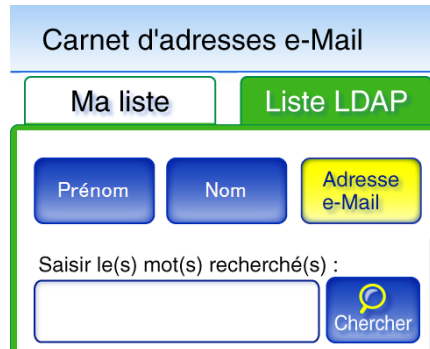 Carnet d'adresses e-Mail
Ma liste
Liste LDAP
Prénom
Nom
Adresse
e-Mail
Saisir le(s) mot(s) recherché(s) :
Chercher